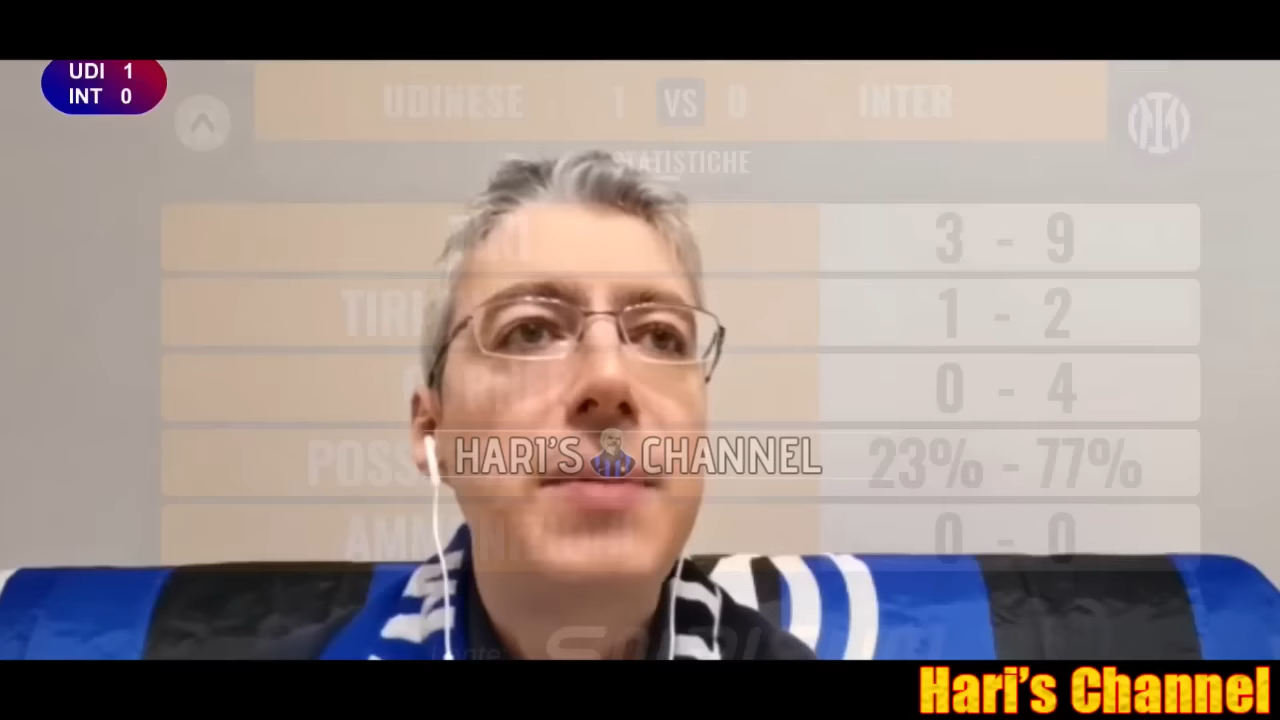 UDI 1
INT 0
UDINESE 1 VS 0 INTER
STATISTICHE
3 - 9
TIRI 1 - 2
0 - 4
23% - 77%
0 - 0
HARI'S CHANNEL
Hari's Channel